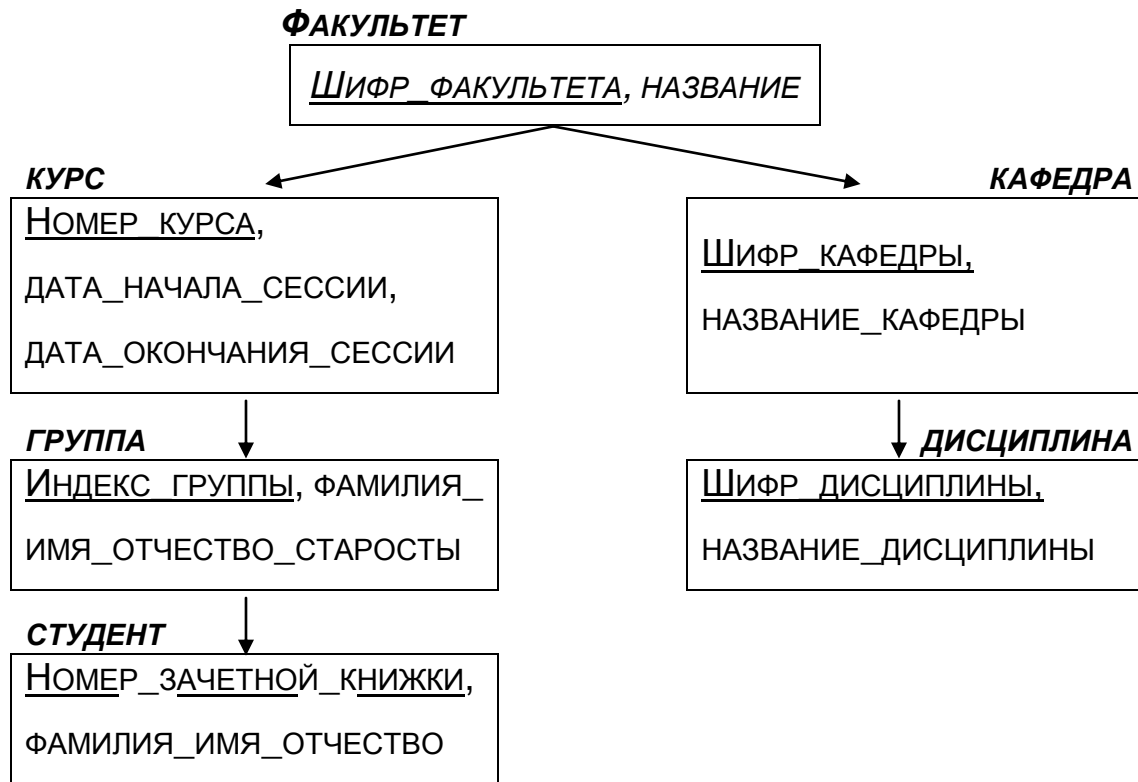 ФАКУЛЬТЕТ
ШИФР_ФАКУЛЬТЕТА, НАЗВАНИЕ
КУРС
НОМЕР_КУРСА,
ДАТА_НАЧАЛА_СЕССИИ,
ДАТА_ОКОНЧАНИЯ_СЕССИИ
КАФЕДРА
ШИФР_КАФЕДРЫ,
НАЗВАНИЕ_КАФЕДРЫ
ГРУППА
ИНДЕКС_ГРУППЫ, ФАМИЛИЯ_
ИМЯ_ОТЧЕСТВО_СТАРОСТЫ
ДИСЦИПЛИНА
ШИФР_ДИСЦИПЛИНЫ,
НАЗВАНИЕ_ДИСЦИПЛИНЫ
СТУДЕНТ
НОМЕР_ЗАЧЕТНОЙ_КНИЖКИ,
ФАМИЛИЯ_ИМЯ_ОТЧЕСТВО